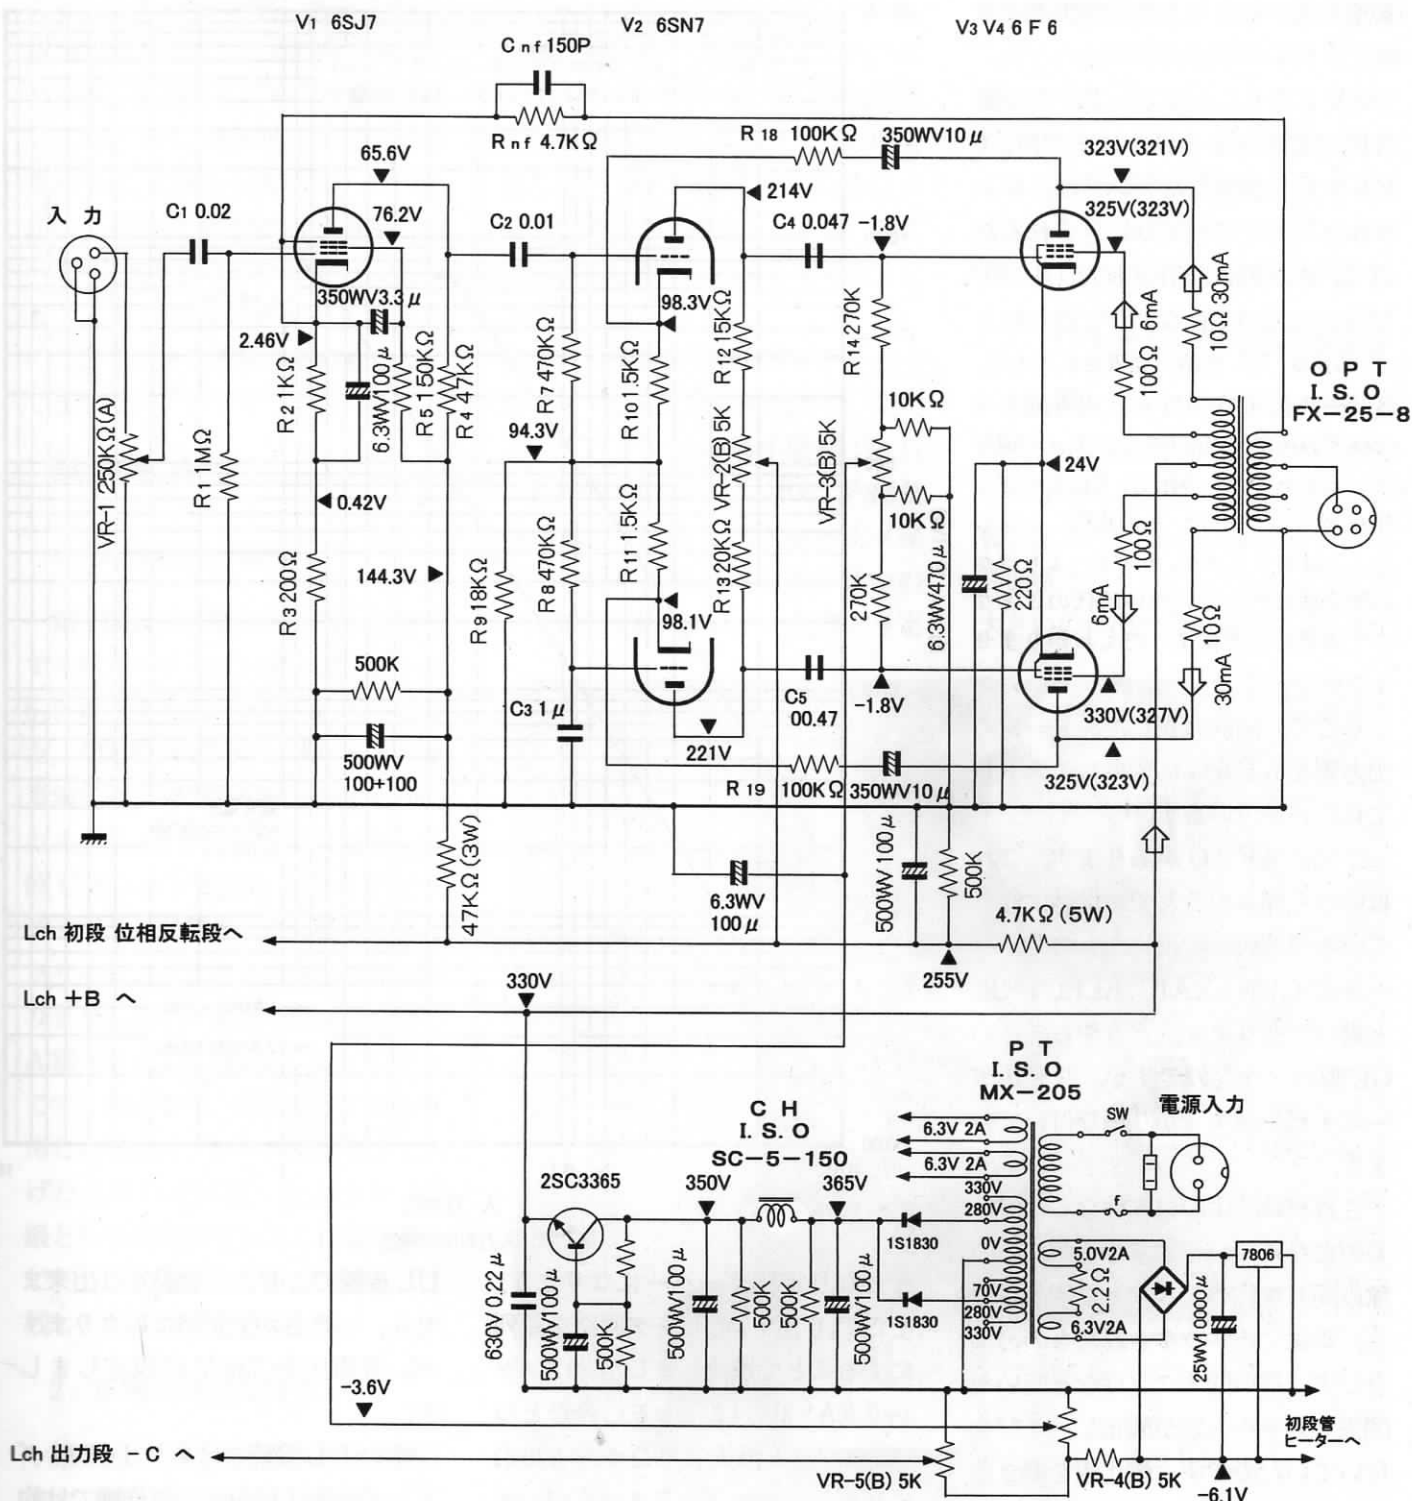 V1 6SJ7
V2 6SN7
V3 V4 6 F 6
C n f 150P
R n f 4.7KΩ
R 18 100KΩ
350WV10μ
65.6V
76.2V
入 力
C1 0.02
C2 0.01
214V
C4 0.047
-1.8V
323V(321V)
325V(323V)
350WV3.3μ
2.46V
98.3V
R2 1KΩ
6.3WV100μ
R5 150KΩ
R4 47KΩ
R7 470KΩ
R10 1.5KΩ
R12 15KΩ
R14 270K
10KΩ
6mA
100Ω
30mA
10Ω
O P T
I. S. O
FX-25-8
VR-1 250KΩ(A)
R1 1MΩ
94.3V
VR-2(B) 5K
VR-3(B) 5K
24V
0.42V
10KΩ
R3 200Ω
144.3V
R9 18KΩ
R8 470KΩ
R11 1.5KΩ
R13 20KΩ
270K
6.3WV470μ
220Ω
100Ω
6mA
10Ω
30mA
98.1V
500K
C3 1μ
C5
00.47
-1.8V
330V(327V)
500WV
100+100
221V
R 19
100KΩ
350WV10μ
325V(323V)
47KΩ(3W)
6.3WV
100μ
500WV100μ
500K
4.7KΩ(5W)
Lch 初段 位相反転段へ
255V
Lch +B へ
330V
P T
I. S. O
MX-205
C H
I. S. O
SC-5-150
電源入力
SW
6.3V 2A
6.3V 2A
330V
280V
0V
70V
280V
330V
f
2SC3365
350V
365V
1S1830
1S1830
5.0V2A
2.2Ω
6.3V2A
7806
25WV10000μ
630V 0.22μ
500WV100μ
500K
500WV100μ
500K
500K
500WV100μ
-3.6V
初段管
ヒーターへ
Lch 出力段 -C へ
VR-5(B) 5K
VR-4(B) 5K
-6.1V